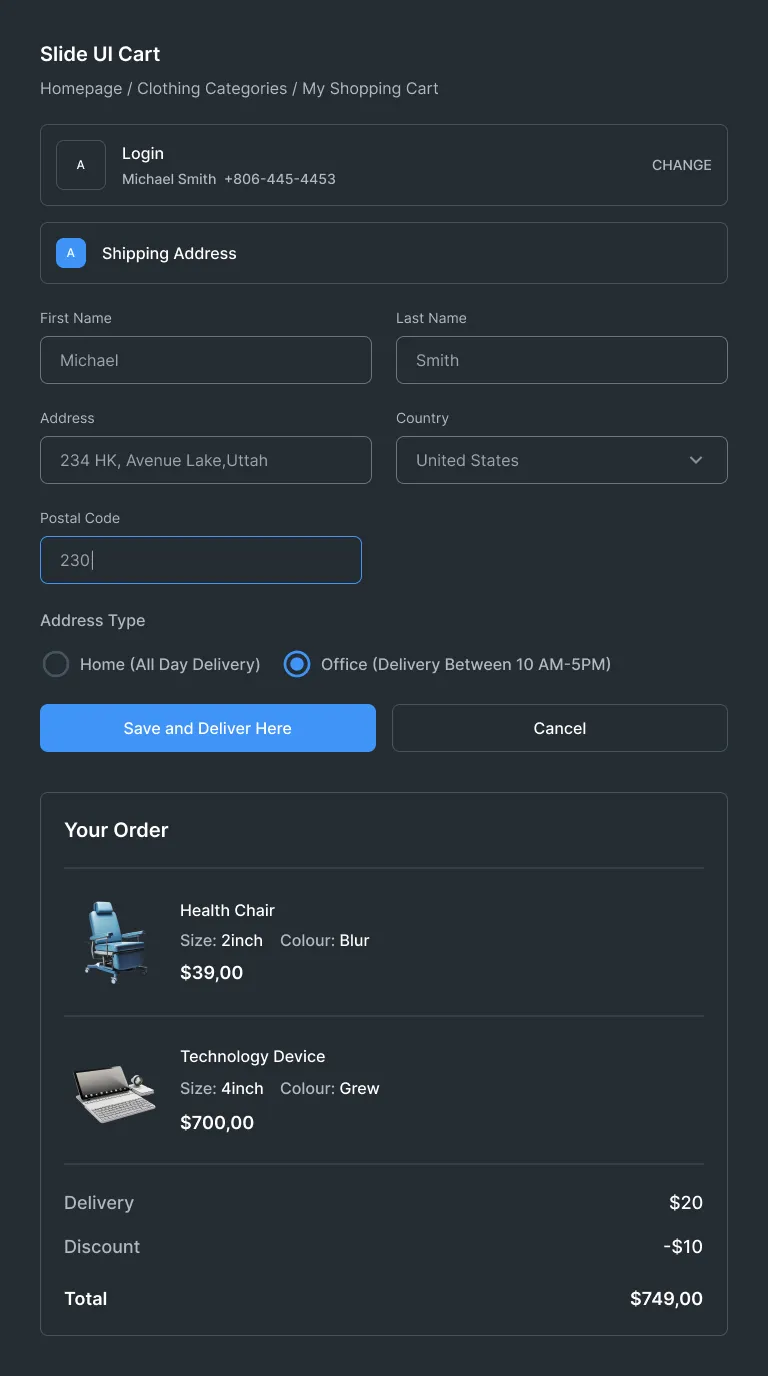 Slide UI Cart
Homepage / Clothing Categories / My Shopping Cart
A
Login
Michael Smith +806-445-4453
CHANGE
A
Shipping Address
First Name
Last Name
Michael
Smith
Address
Country
234 HK, Avenue Lake,Uttah
United States
Postal Code
230
Address Type
Home (All Day Delivery)
Office (Delivery Between 10 AM-5PM)
Save and Deliver Here
Cancel
Your Order
Health Chair
Size: 2inch Colour: Blur
$39,00
Technology Device
Size: 4inch Colour: Grew
$700,00
Delivery $20
Discount -$10
Total $749,00